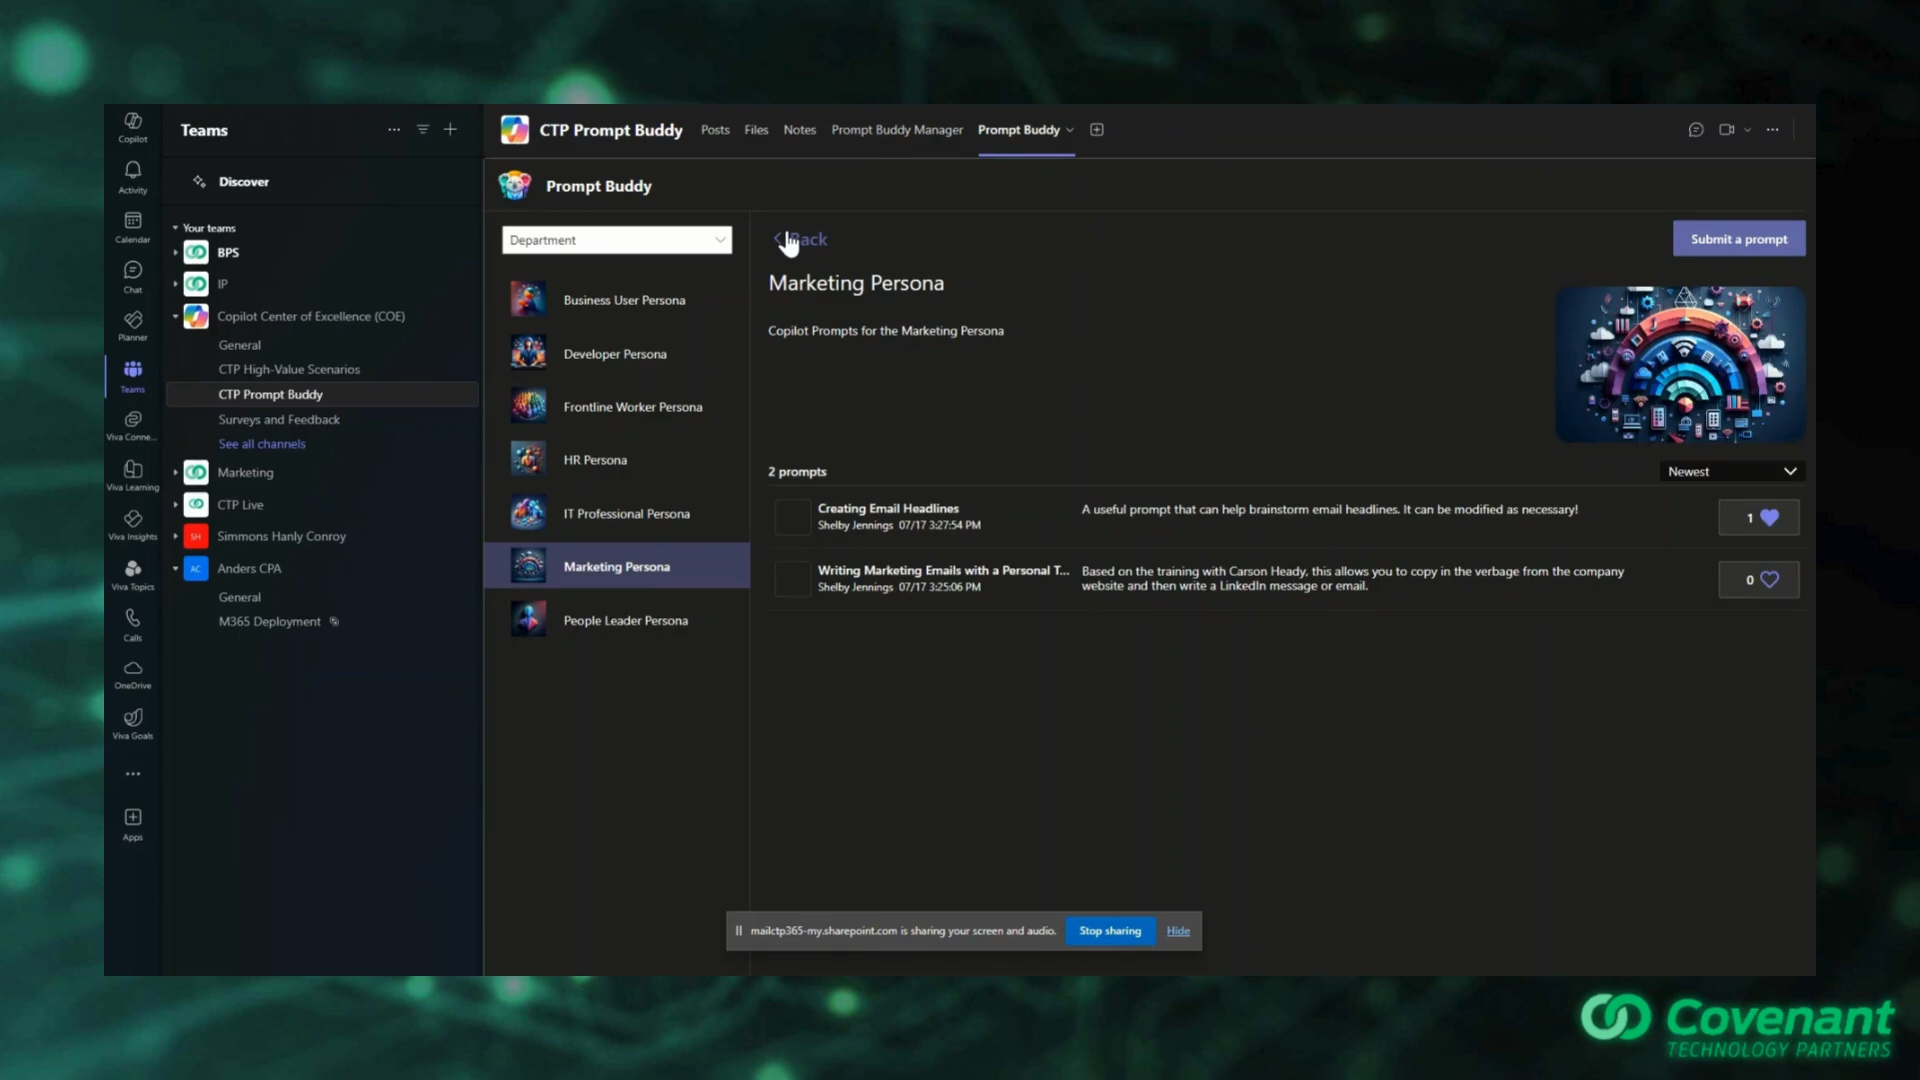 Copilot
Activity
Calendar
Chat
Planner
Teams
Viva Conne...
Viva Learning
Viva Insights
Viva Topics
Calls
OneDrive
Viva Goals
...
Apps
Teams
Discover
Your teams
BPS
IP
Copilot Center of Excellence (COE)
General
CTP High-Value Scenarios
CTP Prompt Buddy
Surveys and Feedback
See all channels
Marketing
CTP Live
SH Simmons Hanly Conroy
AC Anders CPA
General
M365 Deployment
CTP Prompt Buddy Posts Files Notes Prompt Buddy Manager Prompt Buddy
Prompt Buddy
Department
Business User Persona
Developer Persona
Frontline Worker Persona
HR Persona
IT Professional Persona
Marketing Persona
People Leader Persona
Back
Submit a prompt
Marketing Persona
Copilot Prompts for the Marketing Persona
2 prompts
Newest
Creating Email Headlines
Shelby Jennings 07/17 3:27:54 PM
A useful prompt that can help brainstorm email headlines. It can be modified as necessary!
1
Writing Marketing Emails with a Personal T...
Shelby Jennings 07/17 3:25:06 PM
Based on the training with Carson Heady, this allows you to copy in the verbage from the company
website and then write a LinkedIn message or email.
0
mailctp365-my.sharepoint.com is sharing your screen and audio. Stop sharing Hide
Covenant
TECHNOLOGY PARTNERS